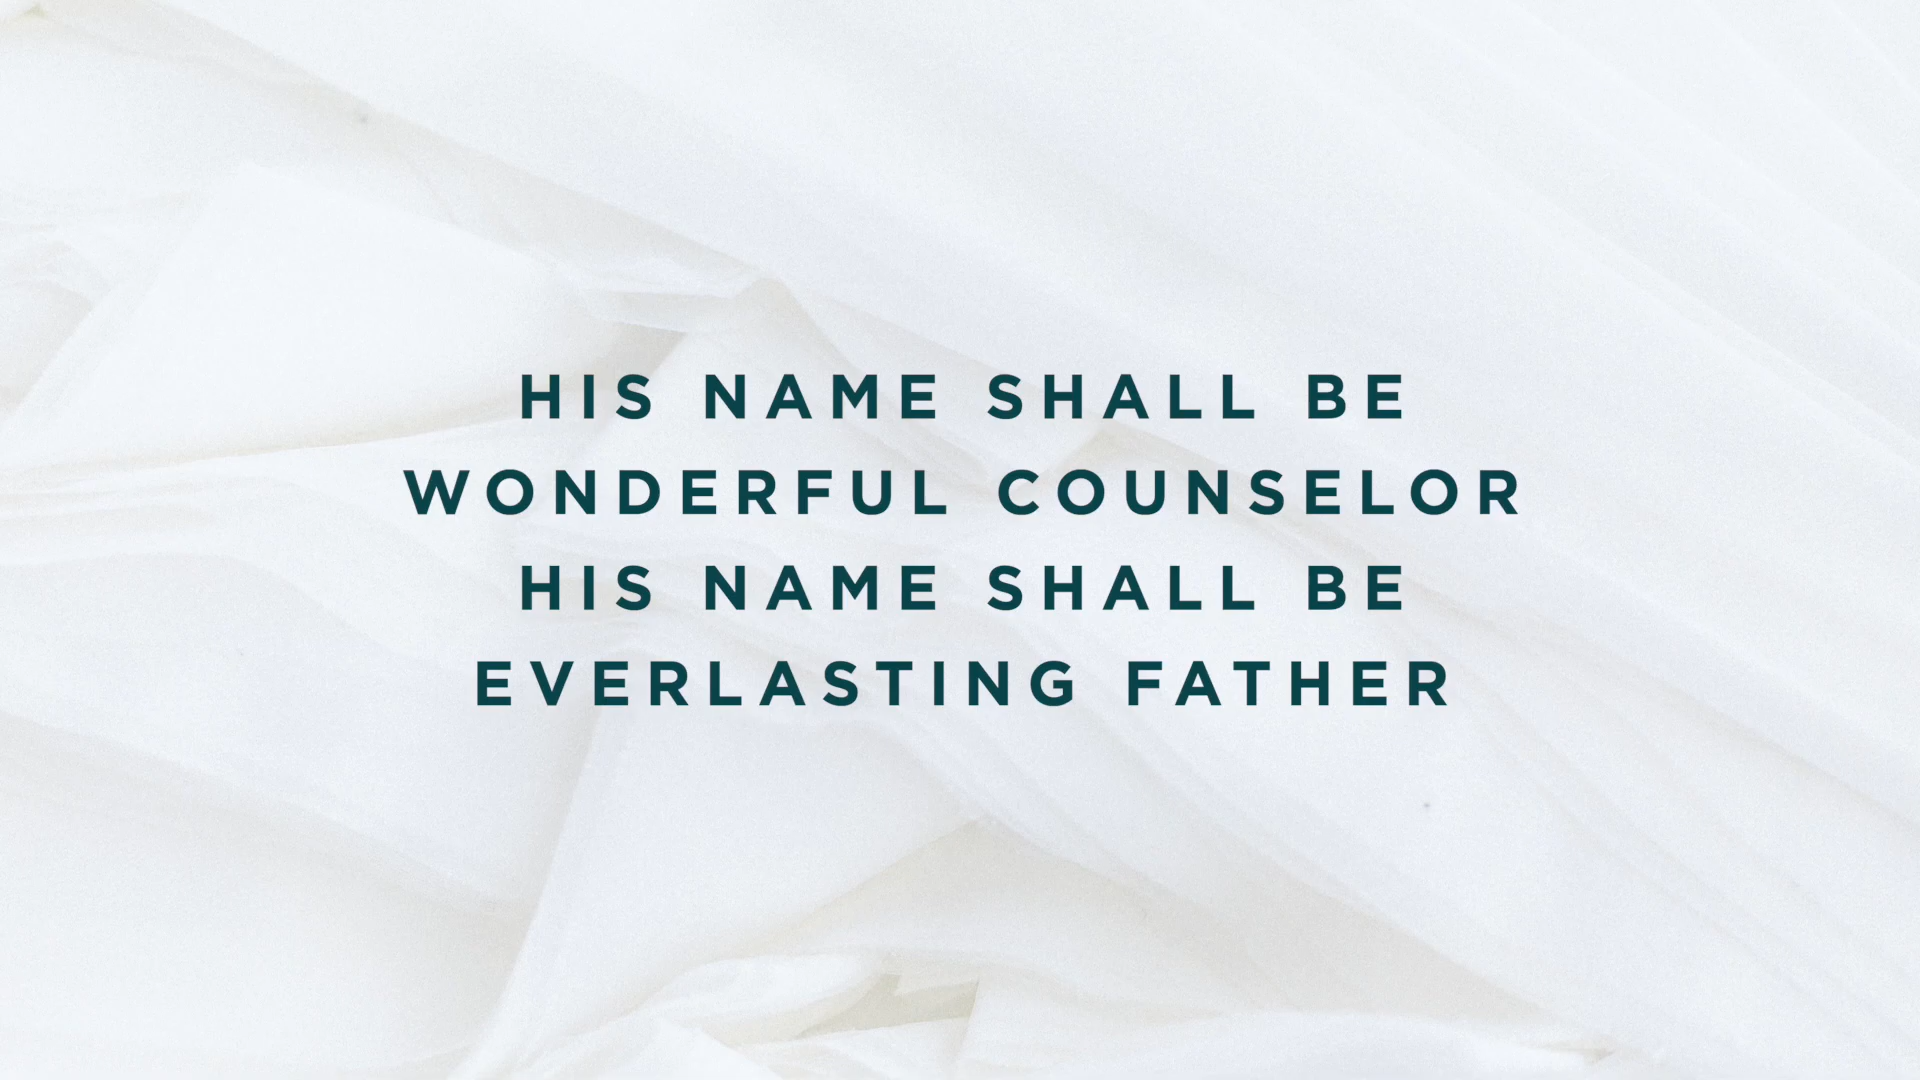 HIS NAME SHALL BE
WONDERFUL COUNSELOR
HIS NAME SHALL BE
EVERLASTING FATHER